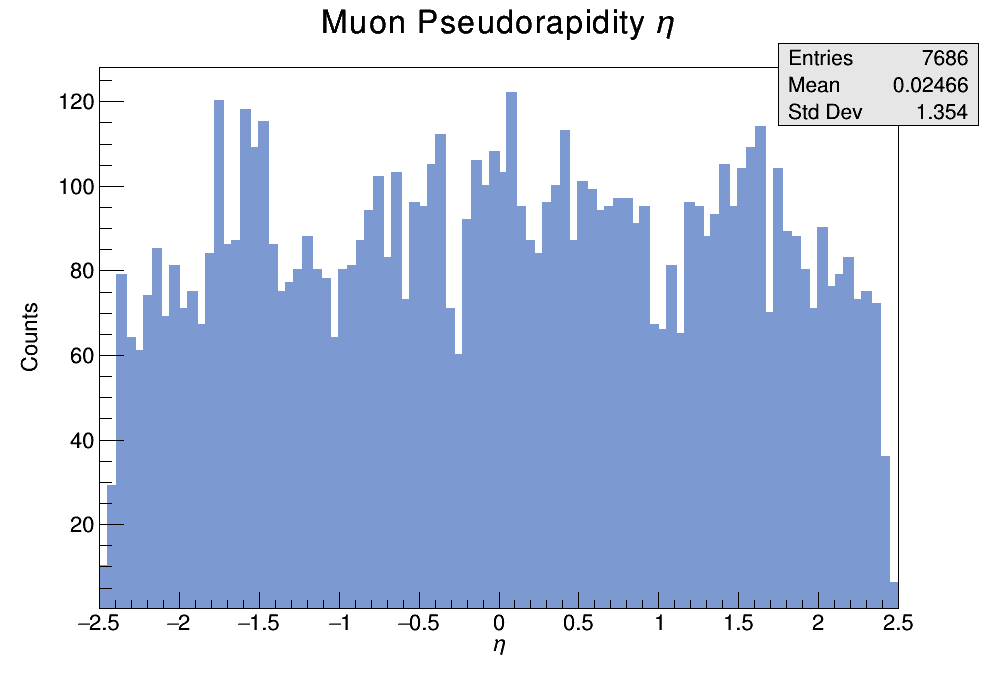 Muon Pseudorapidity η
Entries 7686
Mean 0.02466
Std Dev 1.354
120
100
80
60
40
20
Counts
−2.5 −2 −1.5 −1 −0.5 0 0.5 1 1.5 2 2.5
η